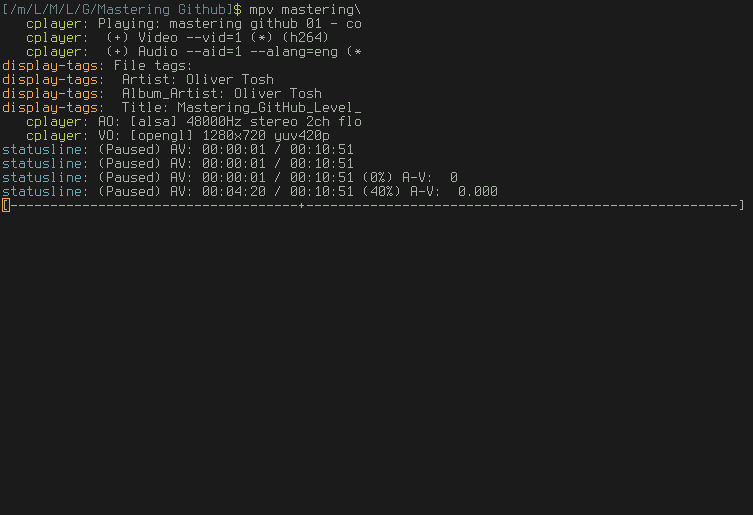 [/m/L/M/L/G/Mastering Github]$ mpv mastering\
cplayer: Playing: mastering github 01 - co
cplayer:  (+) Video --vid=1 (*) (h264)
cplayer:  (+) Audio --aid=1 --alang=eng (*
display-tags: File tags:
display-tags:  Artist: Oliver Tosh
display-tags:  Album_Artist: Oliver Tosh
display-tags:  Title: Mastering_GitHub_Level_
cplayer: AO: [alsa] 48000Hz stereo 2ch flo
cplayer: VO: [opengl] 1280x720 yuv420p
statusline: (Paused) AV: 00:00:01 / 00:10:51
statusline: (Paused) AV: 00:00:01 / 00:10:51
statusline: (Paused) AV: 00:00:01 / 00:10:51 (0%) A-V:  0
statusline: (Paused) AV: 00:04:20 / 00:10:51 (40%) A-V:  0.000
[------------------------------------+------------------------------------------------------]